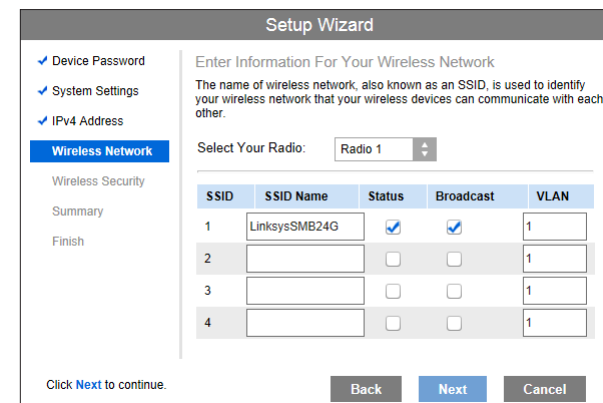 Setup Wizard
Device Password
System Settings
IPv4 Address
Wireless Network
Wireless Security
Summary
Finish
Enter Information For Your Wireless Network
The name of wireless network, also known as an SSID, is used to identify
your wireless network that your wireless devices can communicate with each
other.
Select Your Radio: Radio 1
SSID SSID Name Status Broadcast VLAN
1 LinksysSMB24G 1
2 1
3 1
4 1
Click Next to continue.
Back Next Cancel